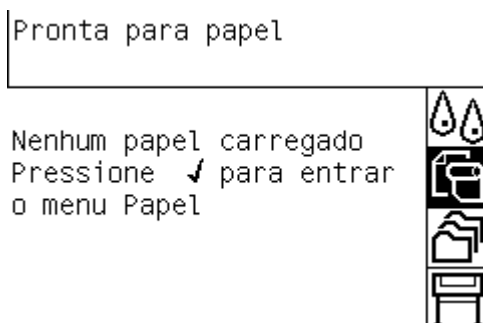 Pronta para papel
Nenhum papel carregado
Pressione ✓ para entrar
o menu Papel